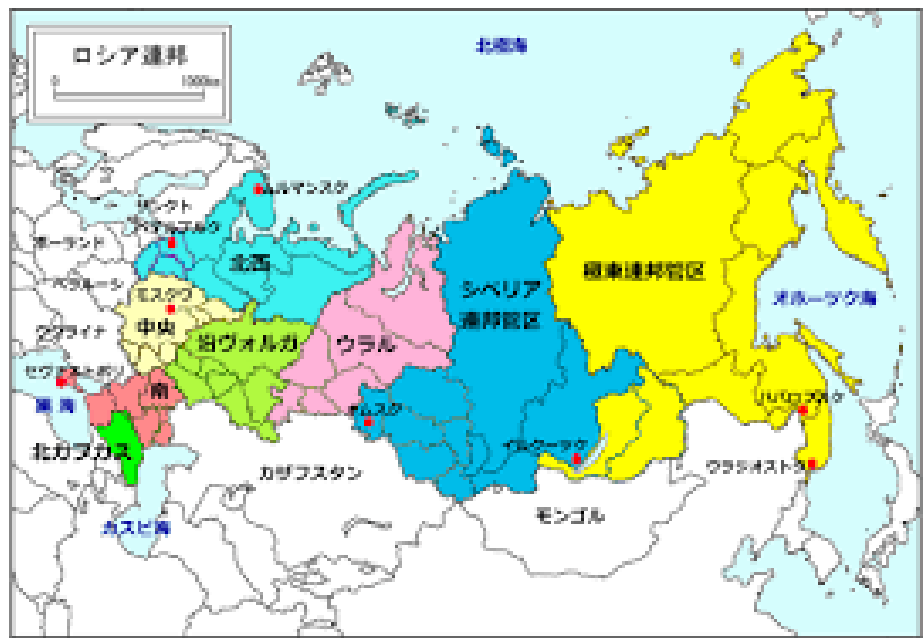 ロシア連邦
0 1000km
北極海
ムルマンスク
サンクト
ペテルブルク
ポーランド
北西
極東連邦管区
シベリア
連邦管区
ベラルーシ
モスクワ
オホーツク海
中央
ウクライナ
沿ヴォルガ
ウラル
セヴァストポリ
南
黒海
オムスク
ハバロフスク
北カフカス
イルクーツク
カザフスタン
ウラジオストク
モンゴル
カスピ海